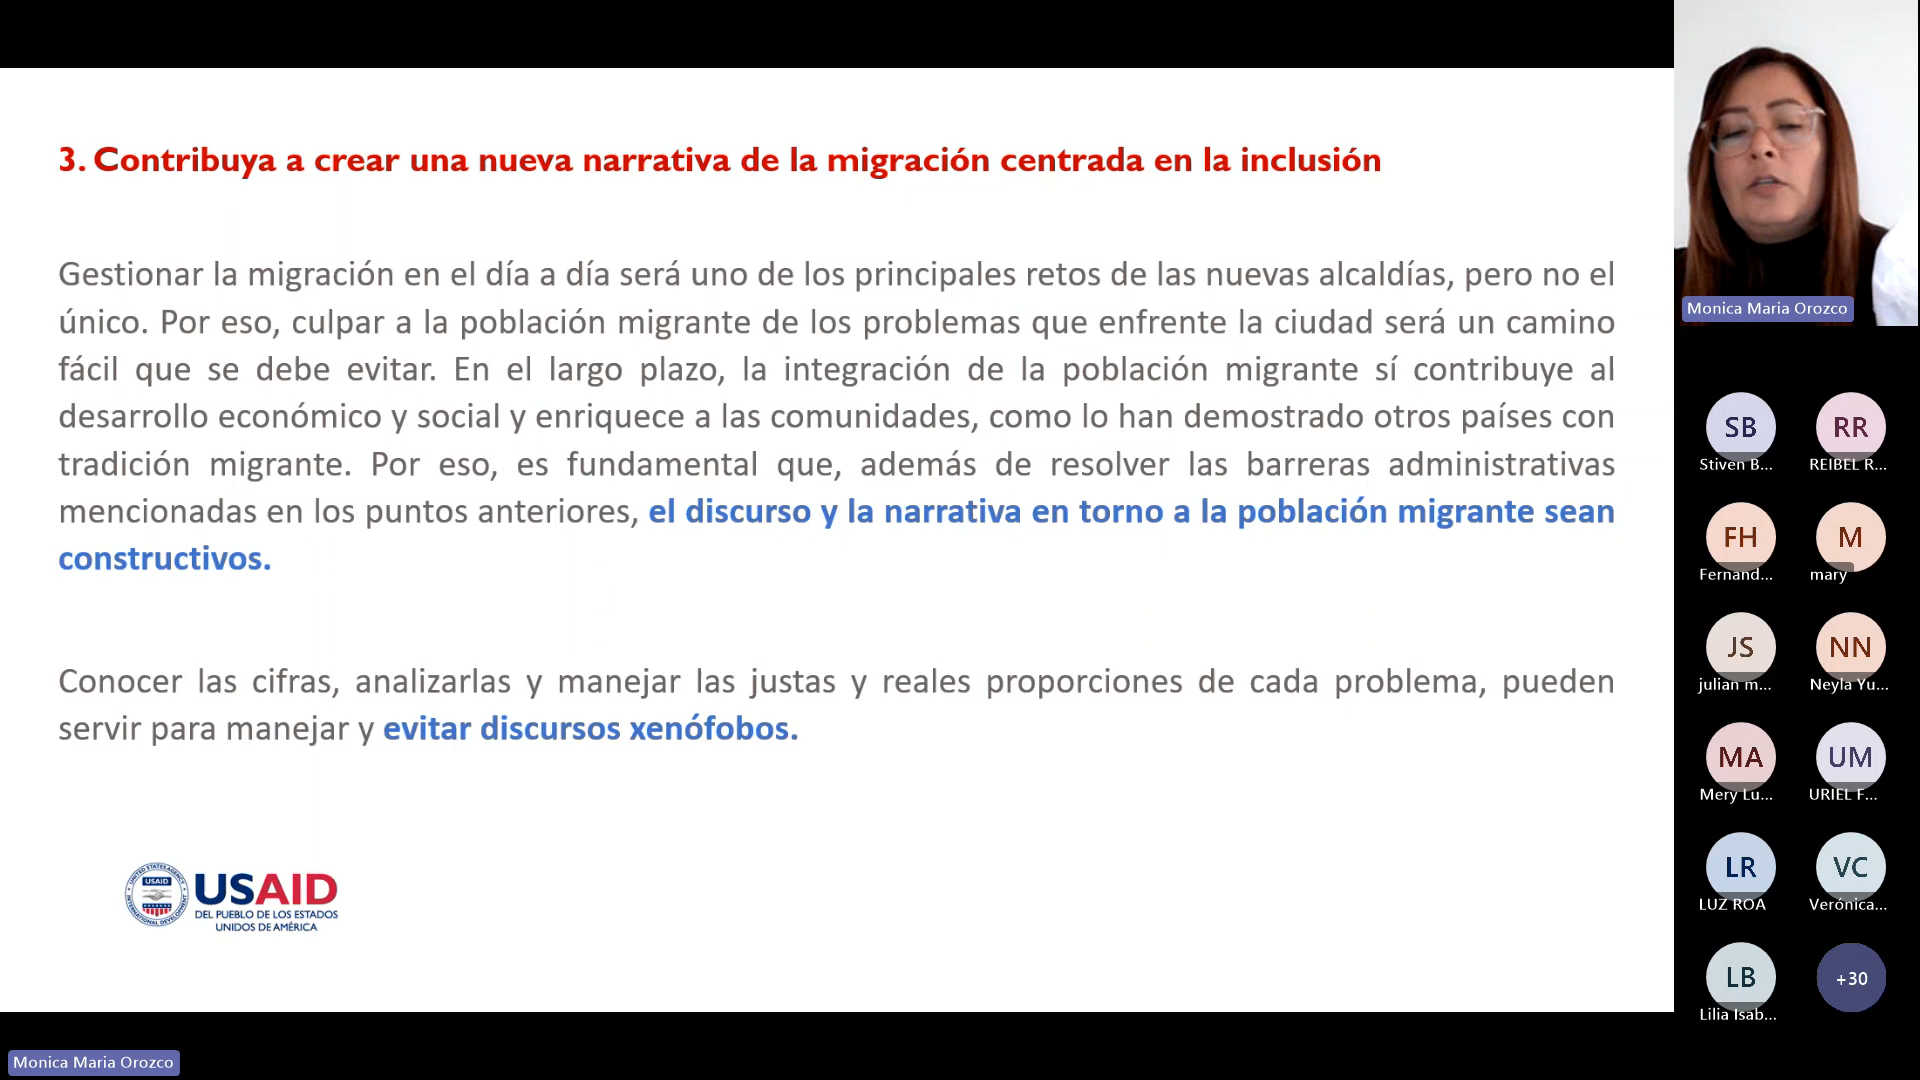 3. Contribuya a crear una nueva narrativa de la migración centrada en la inclusión
Gestionar la migración en el día a día será uno de los principales retos de las nuevas alcaldías, pero no el
único. Por eso, culpar a la población migrante de los problemas que enfrente la ciudad será un camino
fácil que se debe evitar. En el largo plazo, la integración de la población migrante sí contribuye al
desarrollo económico y social y enriquece a las comunidades, como lo han demostrado otros países con
tradición migrante. Por eso, es fundamental que, además de resolver las barreras administrativas
mencionadas en los puntos anteriores, el discurso y la narrativa en torno a la población migrante sean
constructivos.
Conocer las cifras, analizarlas y manejar las justas y reales proporciones de cada problema, pueden
servir para manejar y evitar discursos xenófobos.
UNITED STATES AGENCY
USAID
INTERNATIONAL DEVELOPMENT
USAID
DEL PUEBLO DE LOS ESTADOS
UNIDOS DE AMÉRICA
Monica Maria Orozco
SB
RR
Stiven B...
REIBEL R...
FH
M
Fernand...
mary
JS
NN
julian m...
Neyla Yu...
MA
UM
Mery Lu...
URIEL F...
LR
VC
LUZ ROA
Verónica...
LB
+30
Lilia Isab...
Monica Maria Orozco